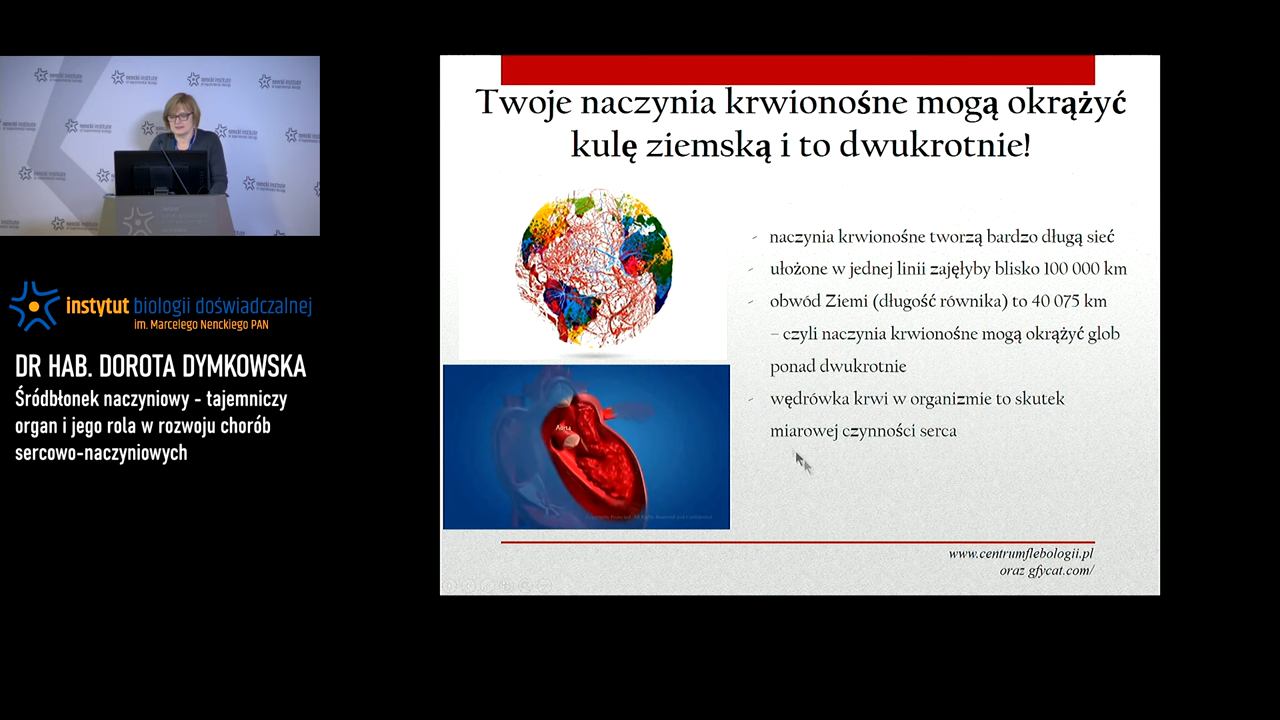 nencki institute
instytut biologii doświadczalnej
im. Marcelego Nenckiego PAN
DR HAB. DOROTA DYMKOWSKA
Śródbłonek naczyniowy - tajemniczy
organ i jego rola w rozwoju chorób
sercowo-naczyniowych
Twoje naczynia krwionośne mogą okrążyć
kulę ziemską i to dwukrotnie!
- naczynia krwionośne tworzą bardzo długą sieć
- ułożone w jednej linii zajęłyby blisko 100 000 km
- obwód Ziemi (długość równika) to 40 075 km
– czyli naczynia krwionośne mogą okrążyć glob
ponad dwukrotnie
- wędrówka krwi w organizmie to skutek
miarowej czynności serca
Aorta
www.centrumflebologii.pl
oraz gfycat.com/